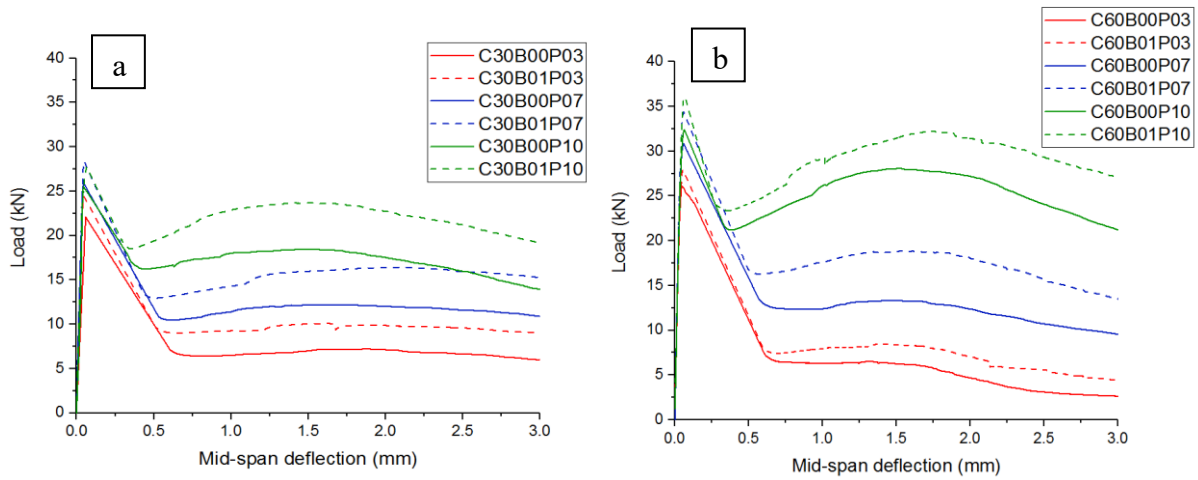 a
C30B00P03
C30B01P03
C30B00P07
C30B01P07
C30B00P10
C30B01P10
40
35
30
25
20
15
10
5
0
Load (kN)
0.0 0.5 1.0 1.5 2.0 2.5 3.0
Mid-span deflection (mm)
b
C60B00P03
C60B01P03
C60B00P07
C60B01P07
C60B00P10
C60B01P10
40
35
30
25
20
15
10
5
0
Load (kN)
0.0 0.5 1.0 1.5 2.0 2.5 3.0
Mid-span deflection (mm)